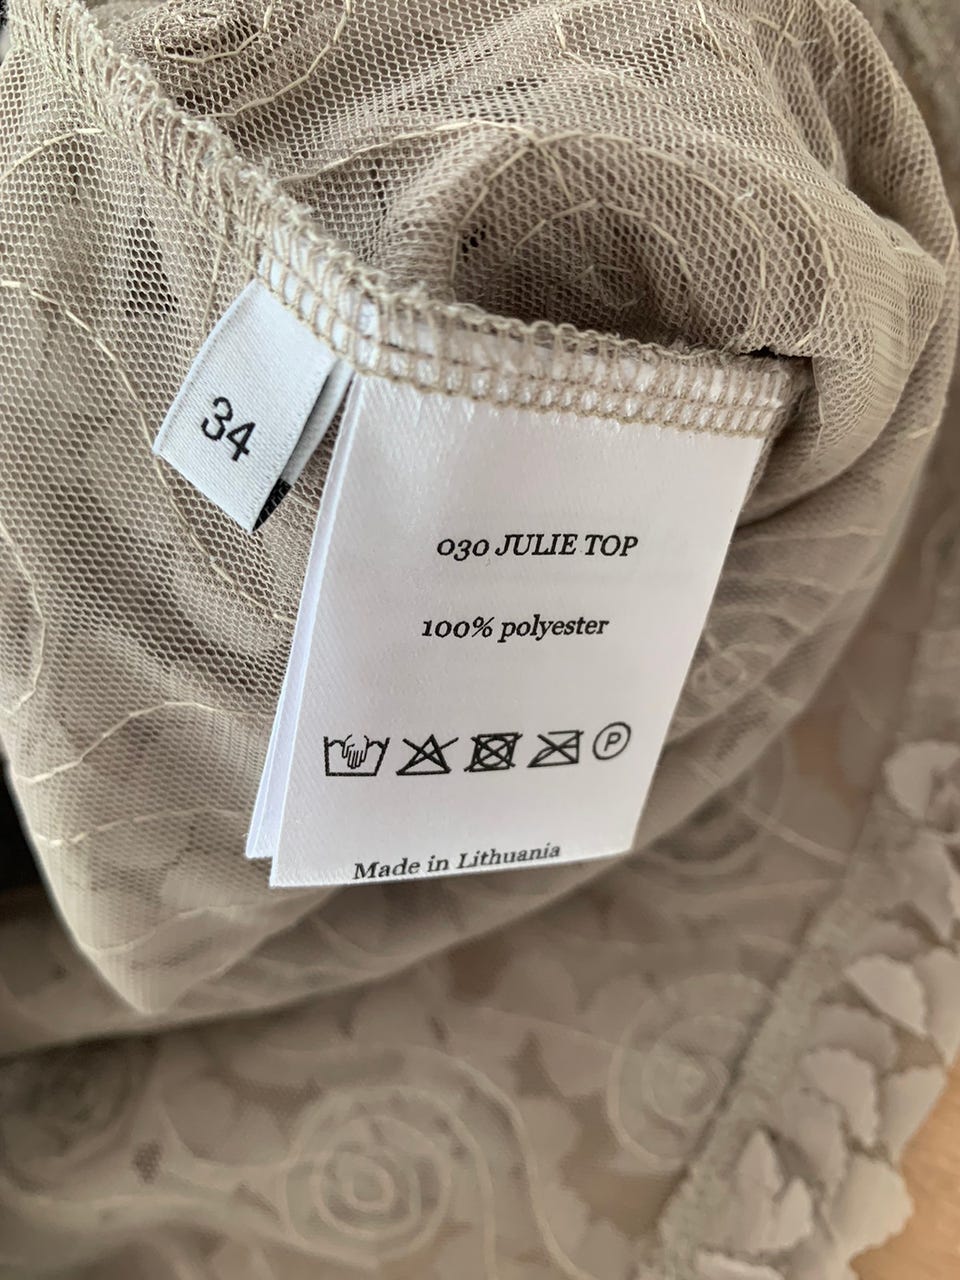 34
030 JULIE TOP
100% polyester
P
Made in Lithuania